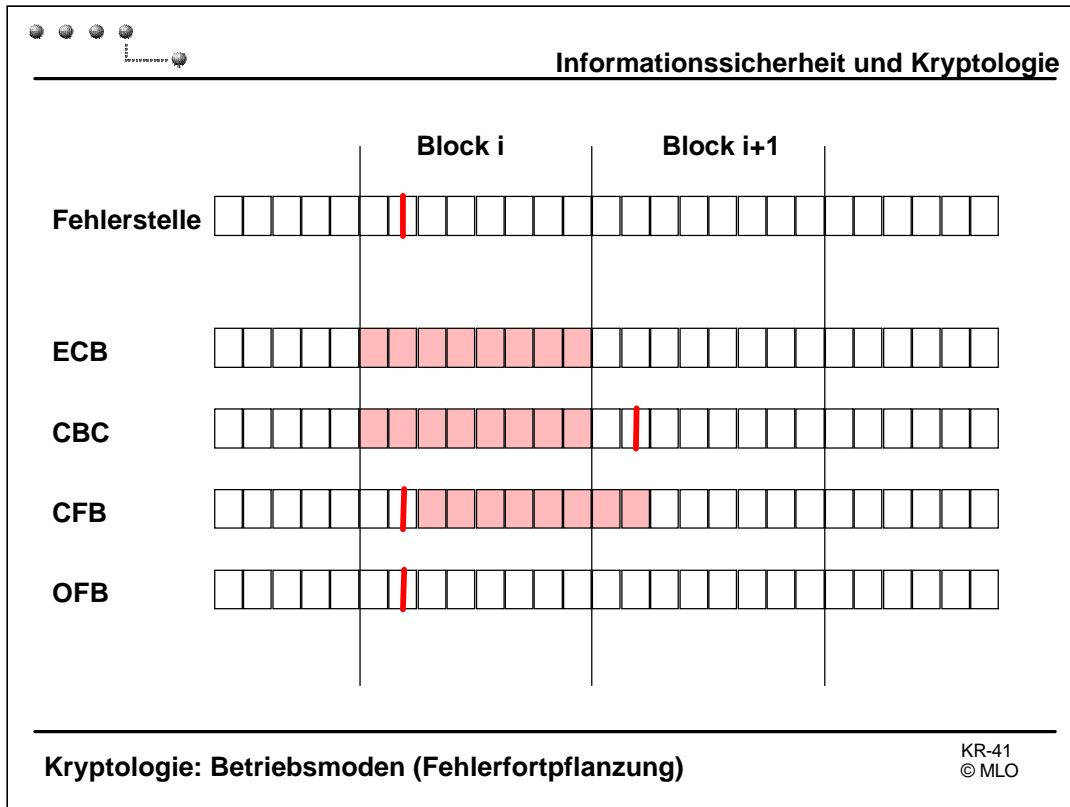 Informationssicherheit und Kryptologie
Block i Block i+1
Fehlerstelle
ECB
CBC
CFB
OFB
Kryptologie: Betriebsmoden (Fehlerfortpflanzung)
KR-41
© MLO